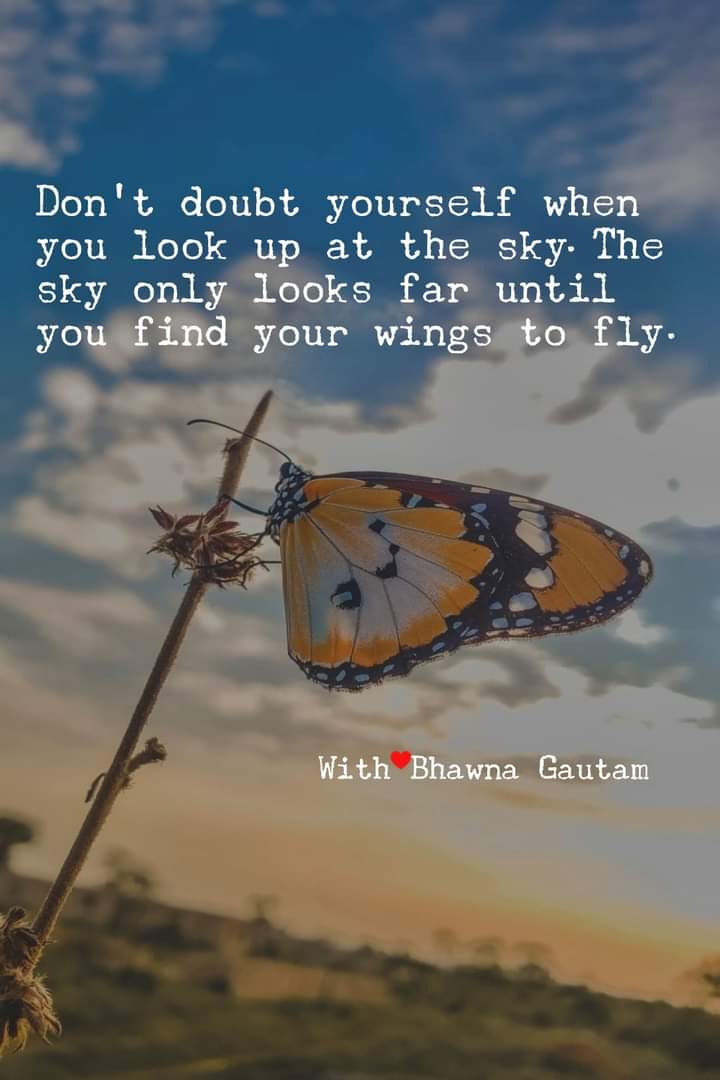 Don't doubt yourself when
you look up at the sky. The
sky only looks far until
you find your wings to fly.
With❤Bhawna Gautam